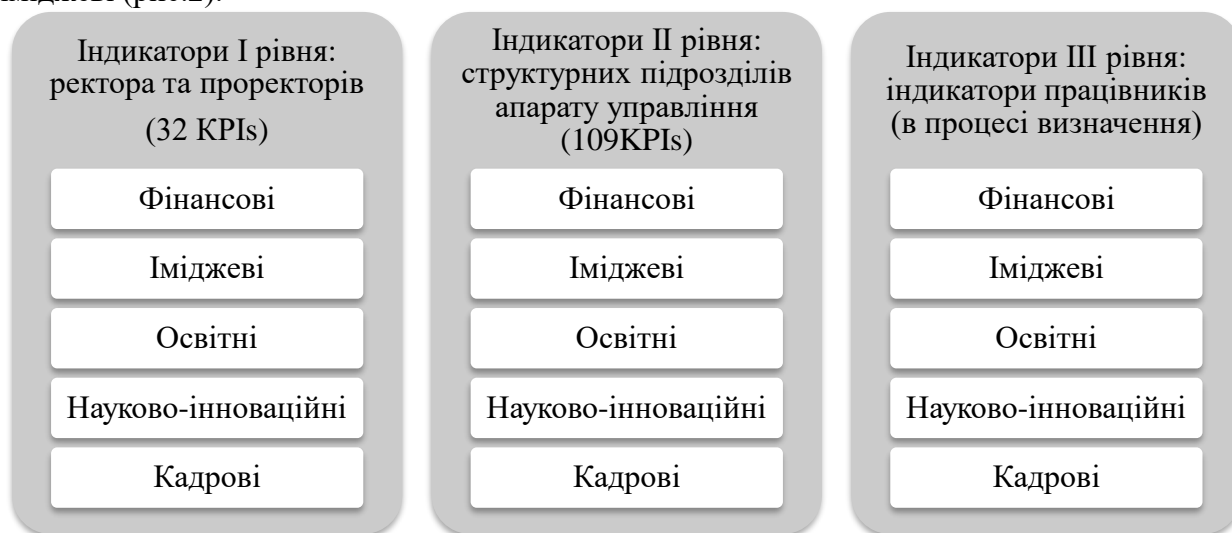 іміджові (рис.2).
Індикатори І рівня:
ректора та проректорів
(32 KPIs)
Фінансові
Іміджеві
Освітні
Науково-інноваційні
Кадрові
Індикатори ІІ рівня:
структурних підрозділів
апарату управління
(109KPIs)
Фінансові
Іміджеві
Освітні
Науково-інноваційні
Кадрові
Індикатори ІІІ рівня:
індикатори працівників
(в процесі визначення)
Фінансові
Іміджеві
Освітні
Науково-інноваційні
Кадрові